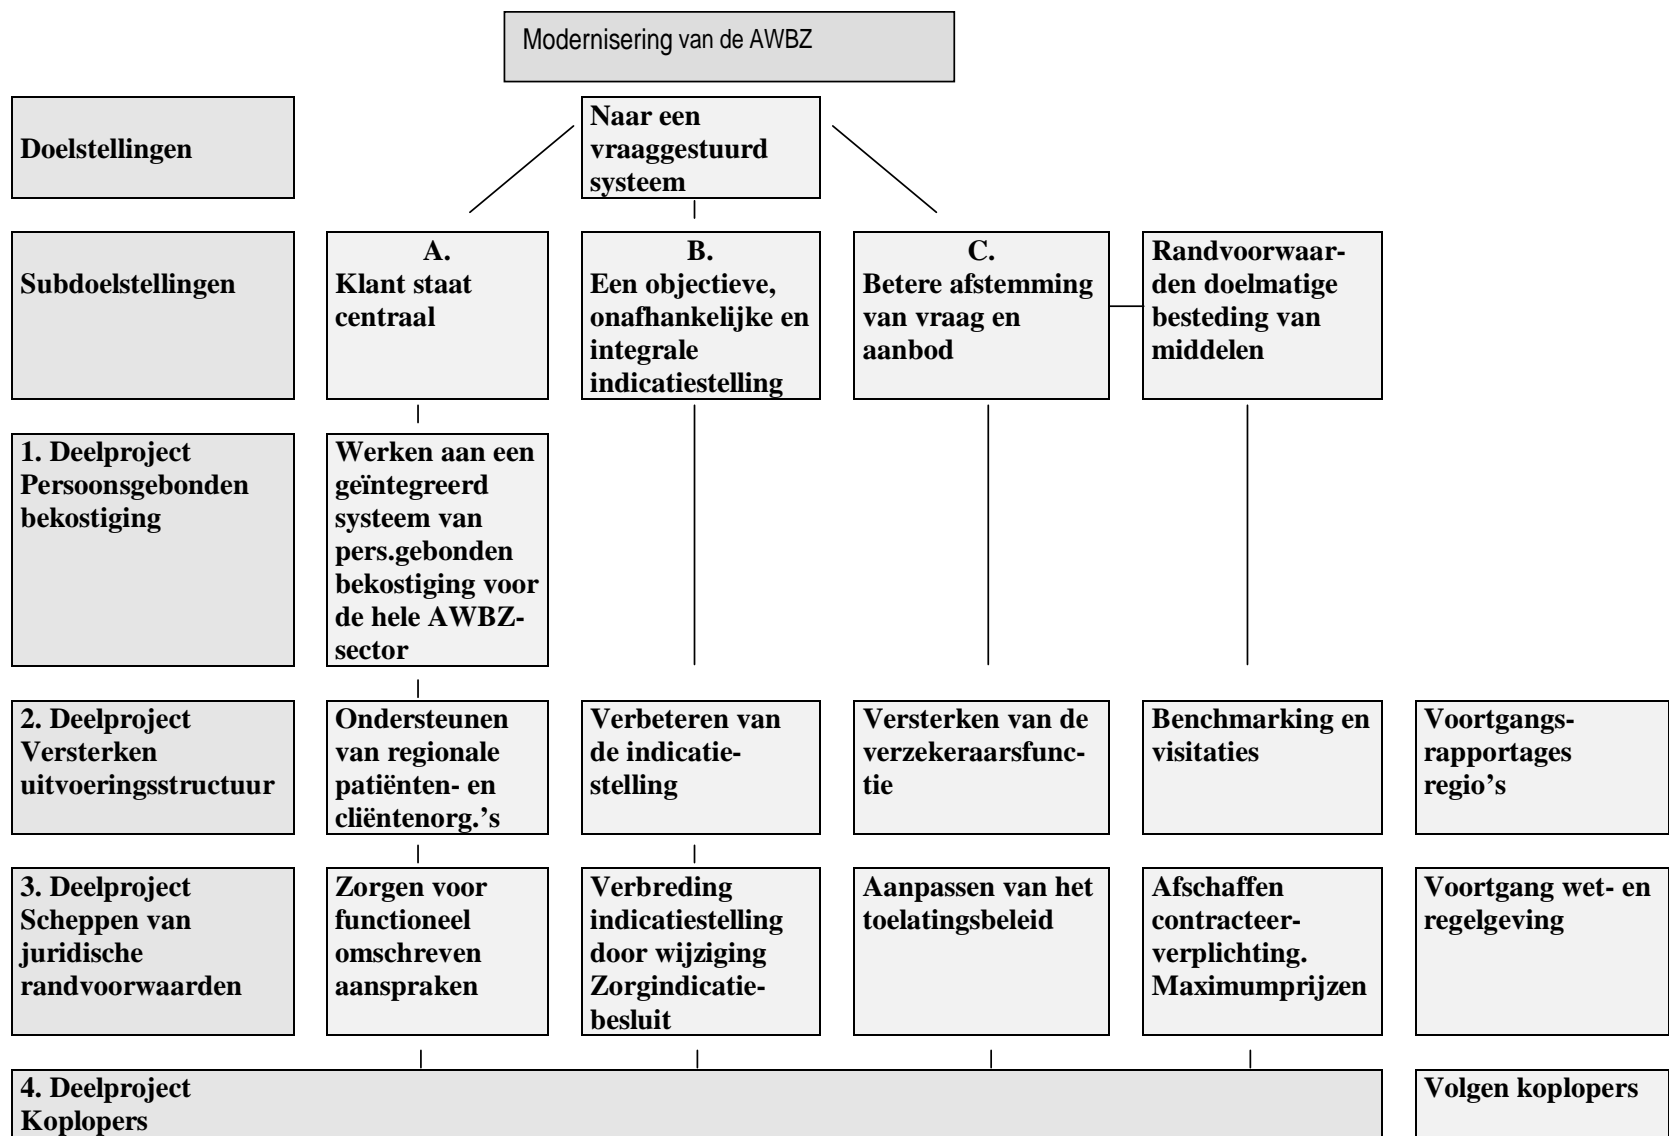 Modernisering van de AWBZ
Doelstellingen
Naar een
vraaggestuurd
systeem
Subdoelstellingen
A.
Klant staat
centraal
B.
Een objectieve,
onafhankelijke en
integrale
indicatiestelling
C.
Betere afstemming
van vraag en
aanbod
Randvoorwaar-
den doelmatige
besteding van
middelen
1. Deelproject
Persoonsgebonden
bekostiging
Werken aan een
geïntegreerd
systeem van
pers.gebonden
bekostiging voor
de hele AWBZ-
sector
2. Deelproject
Versterken
uitvoeringsstructuur
Ondersteunen
van regionale
patiënten- en
cliëntenorg.’s
Verbeteren van
de indicatie-
stelling
Versterken van de
verzekeraarsfunc-
tie
Benchmarking en
visitaties
Voortgangs-
rapportages
regio’s
3. Deelproject
Scheppen van
juridische
randvoorwaarden
Zorgen voor
functioneel
omschreven
aanspraken
Verbreding
indicatiestelling
door wijziging
Zorgindicatie-
besluit
Aanpassen van het
toelatingsbeleid
Afschaffen
contracteer-
verplichting.
Maximumprijzen
Voortgang wet- en
regelgeving
4. Deelproject
Koplopers
Volgen koplopers